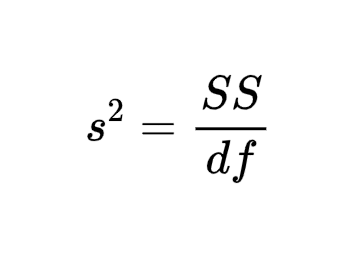 s² = SS / df